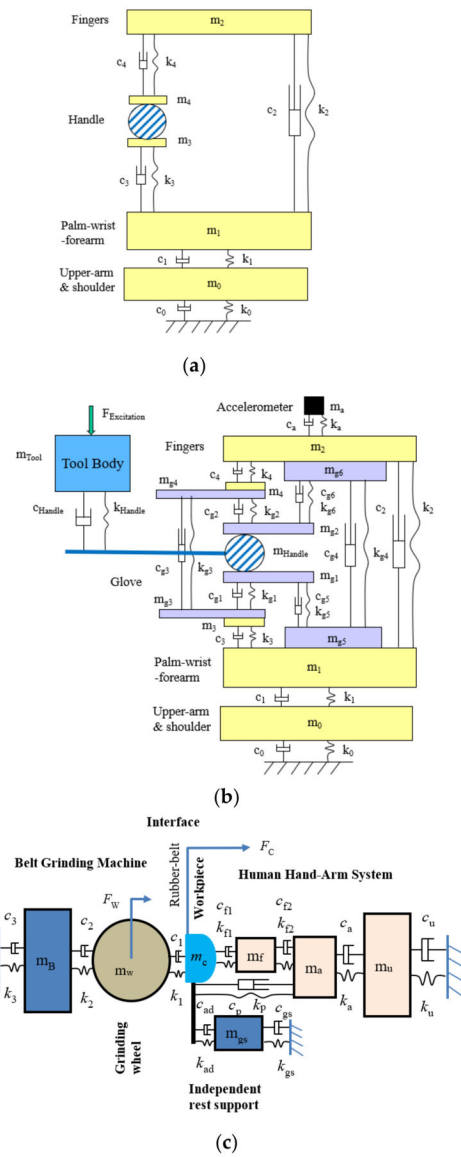 Fingers
m2
c4
k4
m4
Handle
m3
c2
k2
c3
k3
Palm-wrist
-forearm
m1
c1
k1
Upper-arm
& shoulder
m0
c0
k0
(a)
FExcitation
Accelerometer
ma
ca
ka
mTool
Tool Body
Fingers
m2
mg6
mg4
c4
k4
m4
cg6
kg6
c2
k2
cHandle
kHandle
cg2
kg2
mg2
cg4
kg4
mHandle
Glove
cg3
kg3
mg1
mg3
cg1
kg1
cg5
kg5
m3
c3
k3
mg5
Palm-wrist
-forearm
m1
c1
k1
Upper-arm
& shoulder
m0
c0
k0
(b)
Interface
Belt Grinding Machine
Rubber-belt
Workpiece
FC
Human Hand-Arm System
FW
c3
mB
k3
c2
mw
k2
c1
mc
k1
cf1
kf1
mf
cf2
kf2
ma
ca
ka
mu
cu
ku
Grinding
wheel
cad
cp
kp
cgs
mgs
kad
kgs
Independent
rest support
(c)